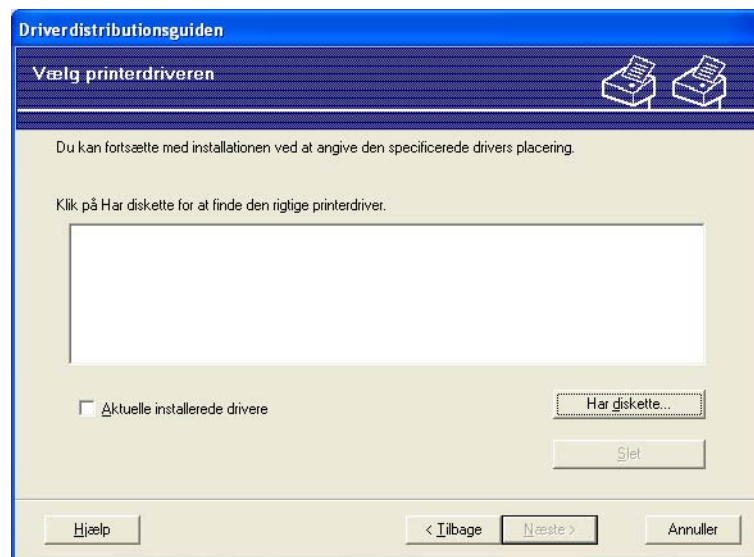 Driverdistributionsguiden
Vælg printerdriveren
Du kan fortsætte med installationen ved at angive den specificerede drivers placering.
Klik på Har diskette for at finde den rigtige printerdriver.
Aktuelle installerede drivere
Har diskette...
Slet
Hjælp
< Tilbage
Næste >
Annuller